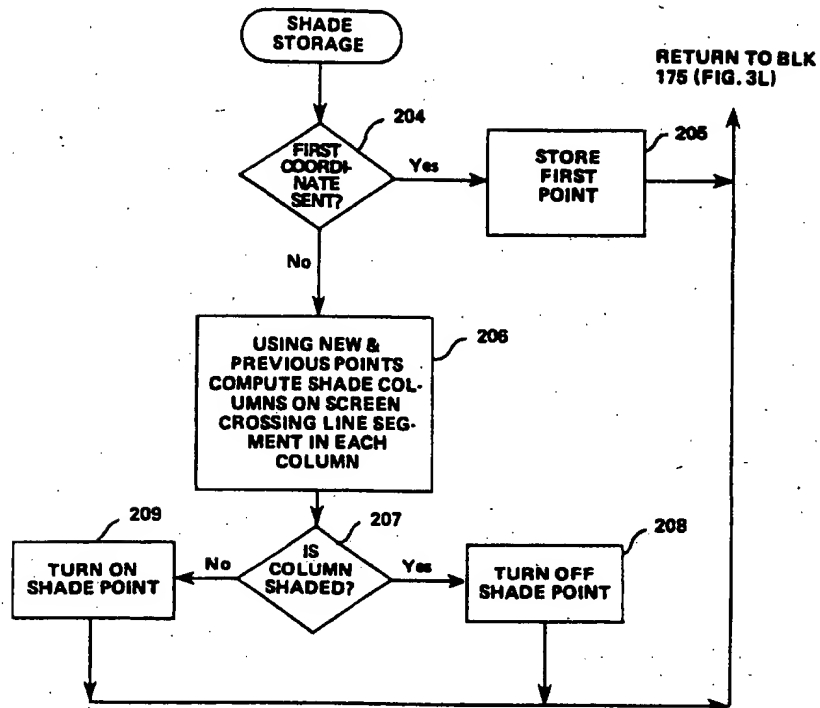 SHADE
STORAGE
RETURN TO BLK
175 (FIG. 3L)
204
FIRST
COORDI-
NATE
SENT?
Yes
205
STORE
FIRST
POINT
No
206
USING NEW &
PREVIOUS POINTS
COMPUTE SHADE COL-
UMNS ON SCREEN
CROSSING LINE SEG-
MENT IN EACH
COLUMN
209
207
208
TURN ON
SHADE POINT
No
IS
COLUMN
SHADED?
Yes
TURN OFF
SHADE POINT